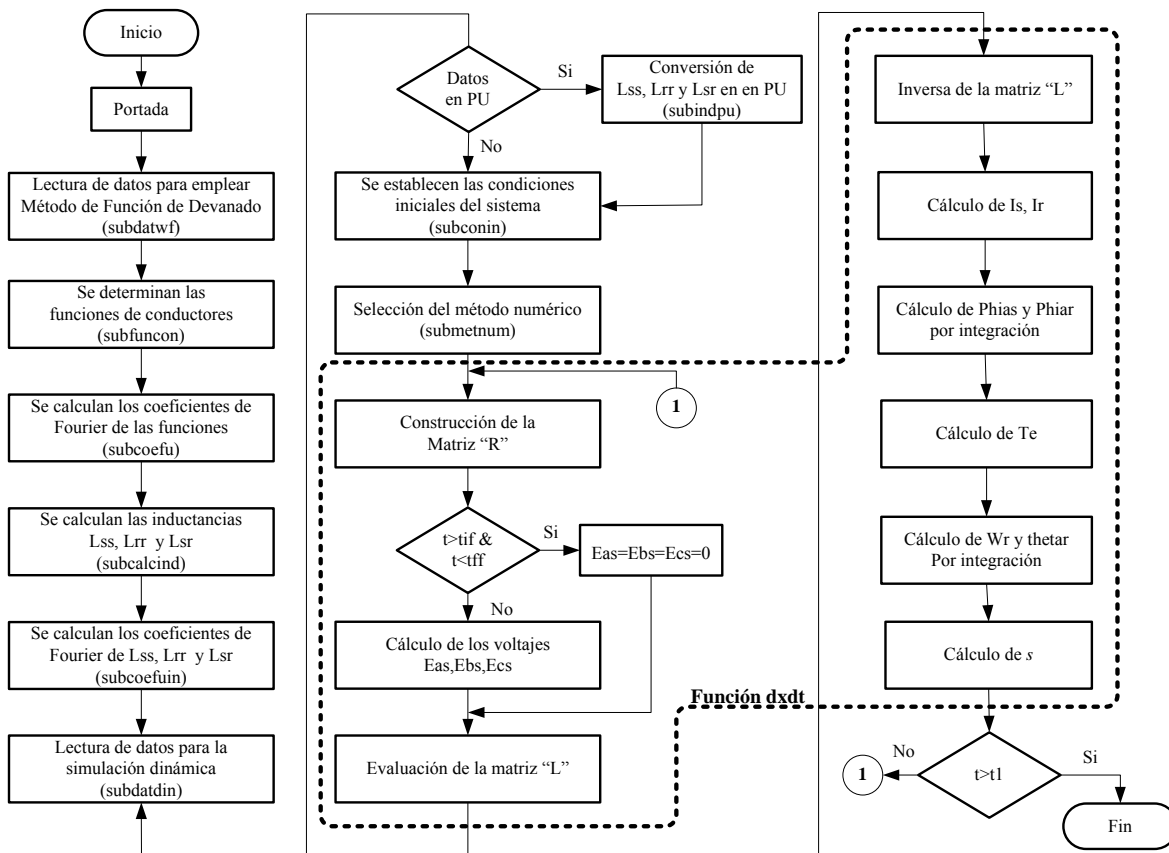 Inicio
Portada
Lectura de datos para emplear
Método de Función de Devanado
(subdatwf)
Se determinan las
funciones de conductores
(subfuncon)
Se calculan los coeficientes de
Fourier de las funciones
(subcoefu)
Se calculan las inductancias
Lss, Lrr y Lsr
(subcalcind)
Se calculan los coeficientes de
Fourier de Lss, Lrr y Lsr
(subcoefuin)
Lectura de datos para la
simulación dinámica
(subdatdin)
Datos
en PU
Si
No
Conversión de
Lss, Lrr y Lsr en en PU
(subindpu)
Se establecen las condiciones
iniciales del sistema
(subconin)
Selección del método numérico
(submetnum)
1
Construcción de la
Matriz “R”
t>tif &
t<tff
Si
No
Eas=Ebs=Ecs=0
Cálculo de los voltajes
Eas,Ebs,Ecs
Evaluación de la matriz “L”
Función dxdt
Inversa de la matriz “L”
Cálculo de Is, Ir
Cálculo de Phias y Phiar
por integración
Cálculo de Te
Cálculo de Wr y thetar
Por integración
Cálculo de s
t>t1
No
1
Si
Fin